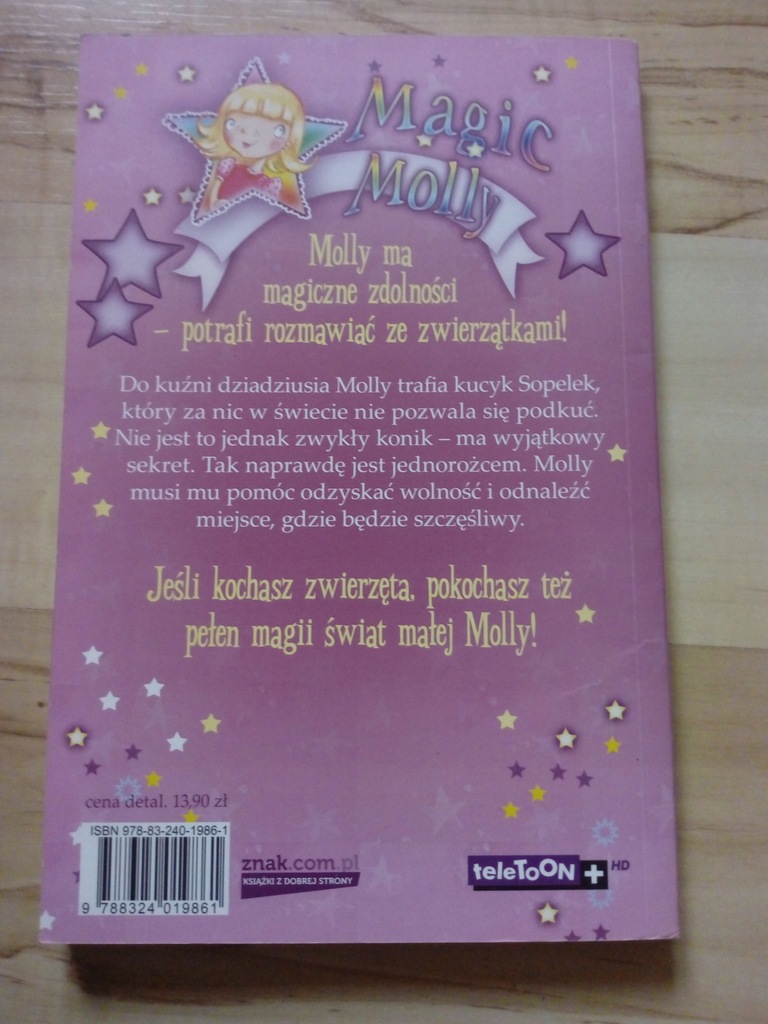 Magic
Molly
Molly ma
magiczne zdolności
– potrafi rozmawiać ze zwierzątkami!
Do kuźni dziadziusia Molly trafia kucyk Sopelek,
który za nic w świecie nie pozwala się podkuć.
Nie jest to jednak zwykły konik – ma wyjątkowy
sekret. Tak naprawdę jest jednorożcem. Molly
musi mu pomóc odzyskać wolność i odnaleźć
miejsce, gdzie będzie szczęśliwy.
Jeśli kochasz zwierzęta, pokochasz też
pełen magii świat małej Molly!
cena detal. 13,90 zł
ISBN 978-83-240-1986-1
9 788324 019861
znak.com.pl
KSIĄŻKI Z DOBREJ STRONY
teleTOON + HD